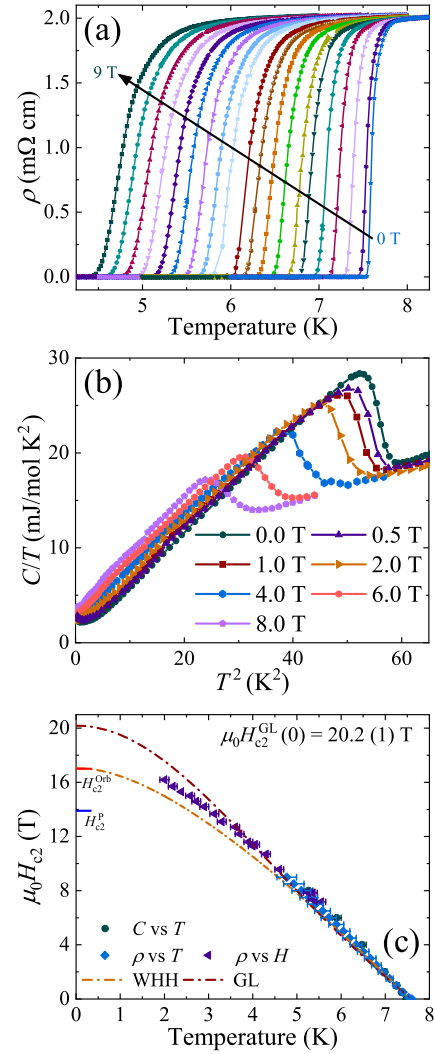 (a)
2.0
1.5
1.0
0.5
0.0
ρ (mΩ cm)
9 T
0 T
5 6 7 8
Temperature (K)
(b)
30
20
10
0
C/T (mJ/mol K²)
0.0 T 0.5 T
1.0 T 2.0 T
4.0 T 6.0 T
8.0 T
0 20 40 60
T² (K²)
20
16
12
8
4
0
μ₀H_c2 (T)
μ₀H_c2^GL (0) = 20.2 (1) T
H_c2^Orb
H_c2^P
C vs T
ρ vs T ρ vs H
WHH GL
(c)
0 1 2 3 4 5 6 7 8
Temperature (K)